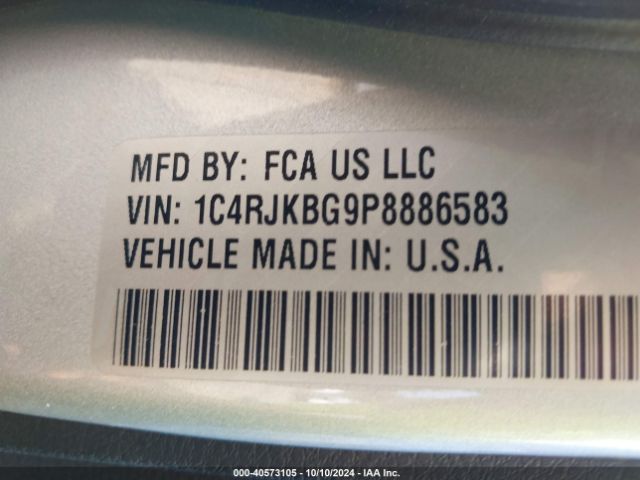 MFD BY: FCA US LLC
VIN: 1C4RJKBG9P8886583
VEHICLE MADE IN: U.S.A.
000-40573105 - 10/10/2024 - IAA Inc.